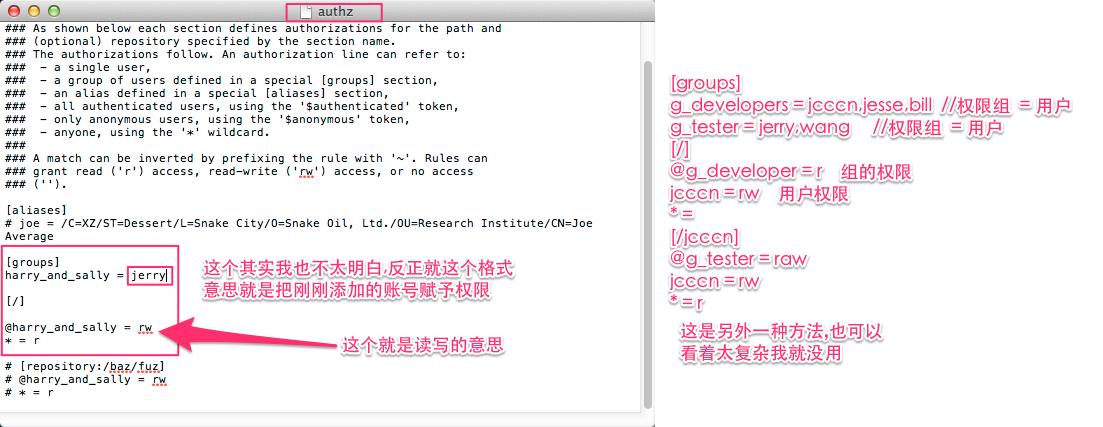 authz
### As shown below each section defines authorizations for the path and
### (optional) repository specified by the section name.
### The authorizations follow. An authorization line can refer to:
###  - a single user,
###  - a group of users defined in a special [groups] section,
###  - an alias defined in a special [aliases] section,
###  - all authenticated users, using the '$authenticated' token,
###  - only anonymous users, using the '$anonymous' token,
###  - anyone, using the '*' wildcard.
###
### A match can be inverted by prefixing the rule with '~'. Rules can
### grant read ('r') access, read-write ('rw') access, or no access
### ('').
[aliases]
# joe = /C=XZ/ST=Dessert/L=Snake City/O=Snake Oil, Ltd./OU=Research Institute/CN=Joe
Average
[groups]
harry_and_sally = jerry
[/]
@harry_and_sally = rw
* = r
# [repository:/baz/fuz]
# @harry_and_sally = rw
# * = r
这个其实我也不太明白,反正就这个格式
意思就是把刚刚添加的账号赋予权限
这个就是读写的意思
[groups]
g_developers = jcccn,jesse,bill //权限组 = 用户
g_tester = jerry,wang //权限组 = 用户
[/]
@g_developer = r 组的权限
jcccn = rw 用户权限
* =
[/jcccn]
@g_tester = raw
jcccn = rw
* = r
这是另外一种方法,也可以
看着太复杂我就没用